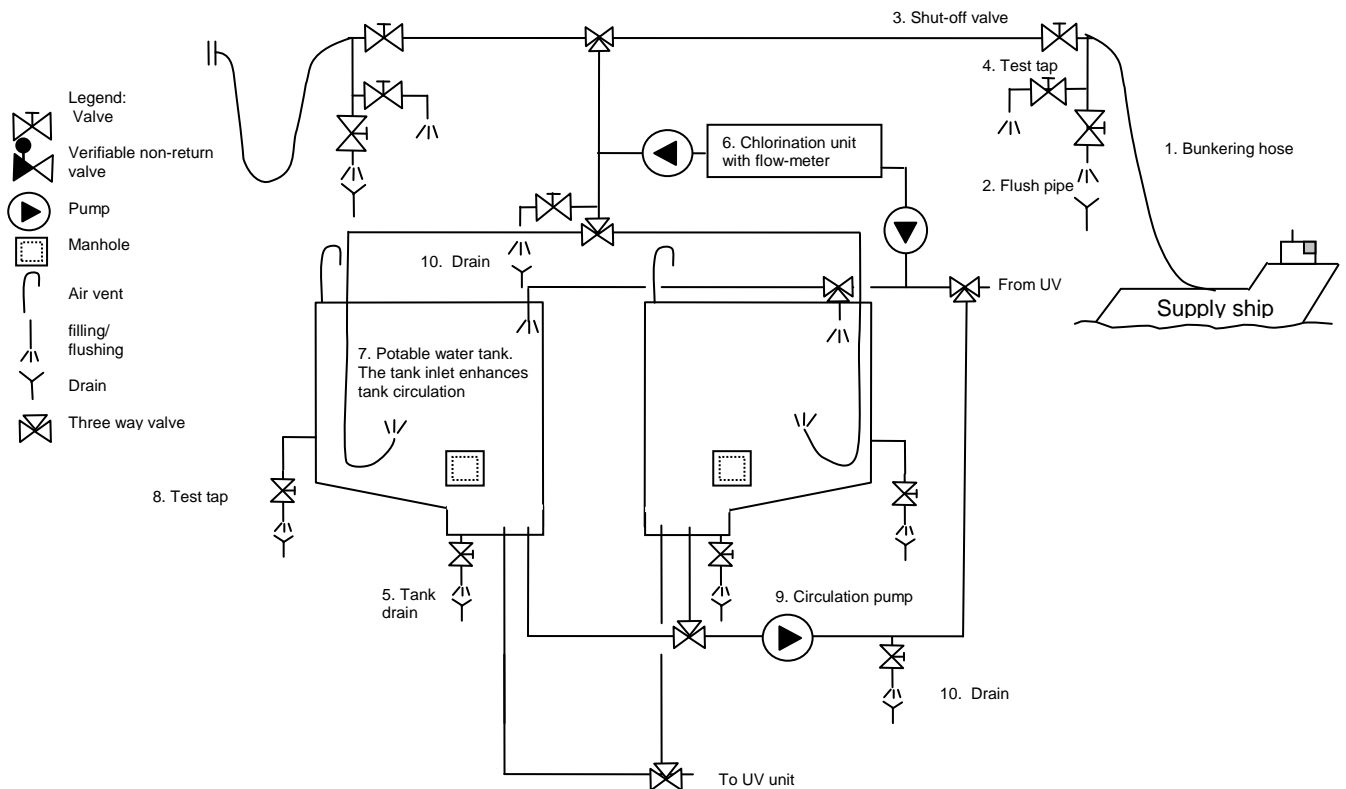 3. Shut-off valve
4. Test tap
Legend:
Valve
Verifiable non-return
valve
Pump
Manhole
Air vent
filling/
flushing
Drain
Three way valve
6. Chlorination unit
with flow-meter
1. Bunkering hose
2. Flush pipe
10. Drain
From UV
Supply ship
7. Potable water tank.
The tank inlet enhances
tank circulation
8. Test tap
5. Tank
drain
9. Circulation pump
10. Drain
To UV unit